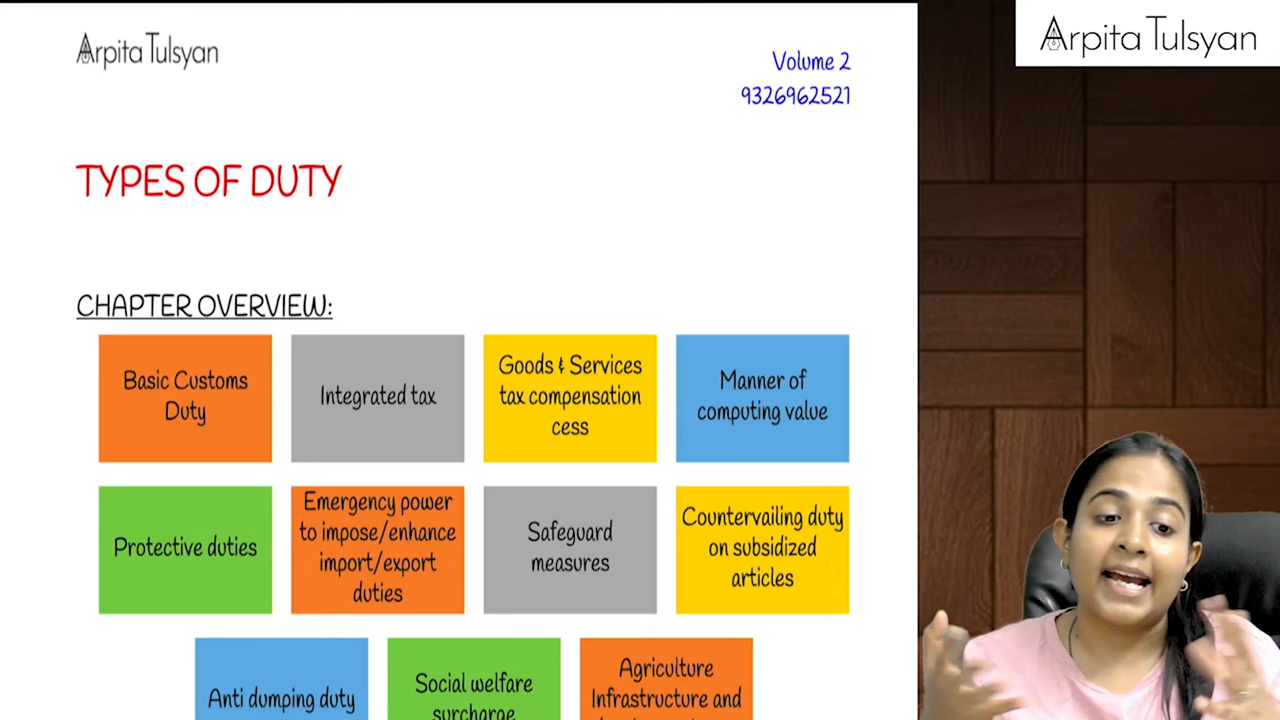 Arpita Tulsyan
Arpita Tulsyan
Volume 2
9326962521
TYPES OF DUTY
CHAPTER OVERVIEW:
Basic Customs
Duty
Integrated tax
Goods & Services
tax compensation
cess
Manner of
computing value
Protective duties
Emergency power
to impose/enhance
import/export
duties
Safeguard
measures
Countervailing duty
on subsidized
articles
Anti dumping duty
Social welfare
surcharge
Agriculture
Infrastructure and